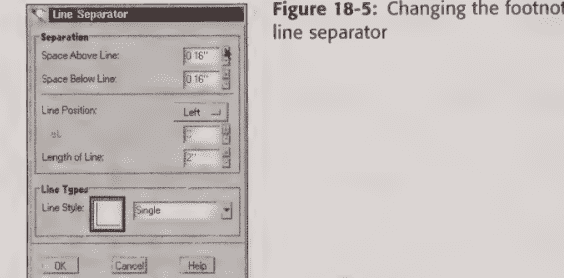 Line Separator
Figure 18-5: Changing the footnot
line separator
Separation
Space Above Line: 0.16"
Space Below Line: 0.16"
Line Position: Left
at:
Length of Line: 2"
Line Types
Line Style: Single
OK Cancel Help